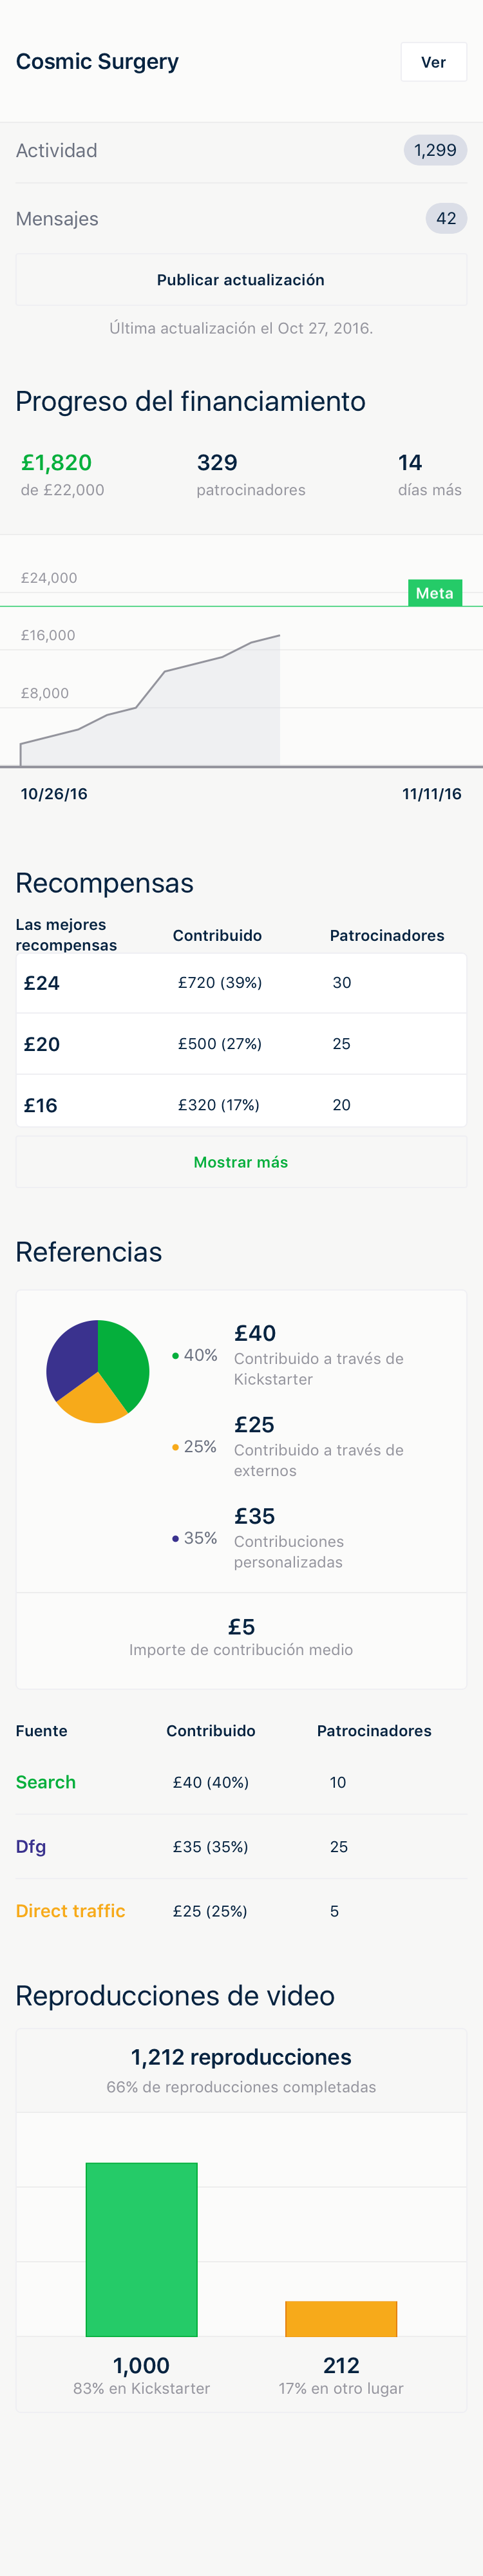 Cosmic Surgery
Ver
Actividad
1,299
Mensajes
42
Publicar actualización
Última actualización el Oct 27, 2016.
Progreso del financiamiento
£1,820 329 14
de £22,000 patrocinadores días más
£24,000
Meta
£16,000
£8,000
10/26/16 11/11/16
Recompensas
Las mejores
recompensas
Contribuido Patrocinadores
£24 £720 (39%) 30
£20 £500 (27%) 25
£16 £320 (17%) 20
Mostrar más
Referencias
40%
£40
Contribuido a través de
Kickstarter
25%
£25
Contribuido a través de
externos
35%
£35
Contribuciones
personalizadas
£5
Importe de contribución medio
Fuente Contribuido Patrocinadores
Search £40 (40%) 10
Dfg £35 (35%) 25
Direct traffic £25 (25%) 5
Reproducciones de video
1,212 reproducciones
66% de reproducciones completadas
1,000 212
83% en Kickstarter 17% en otro lugar